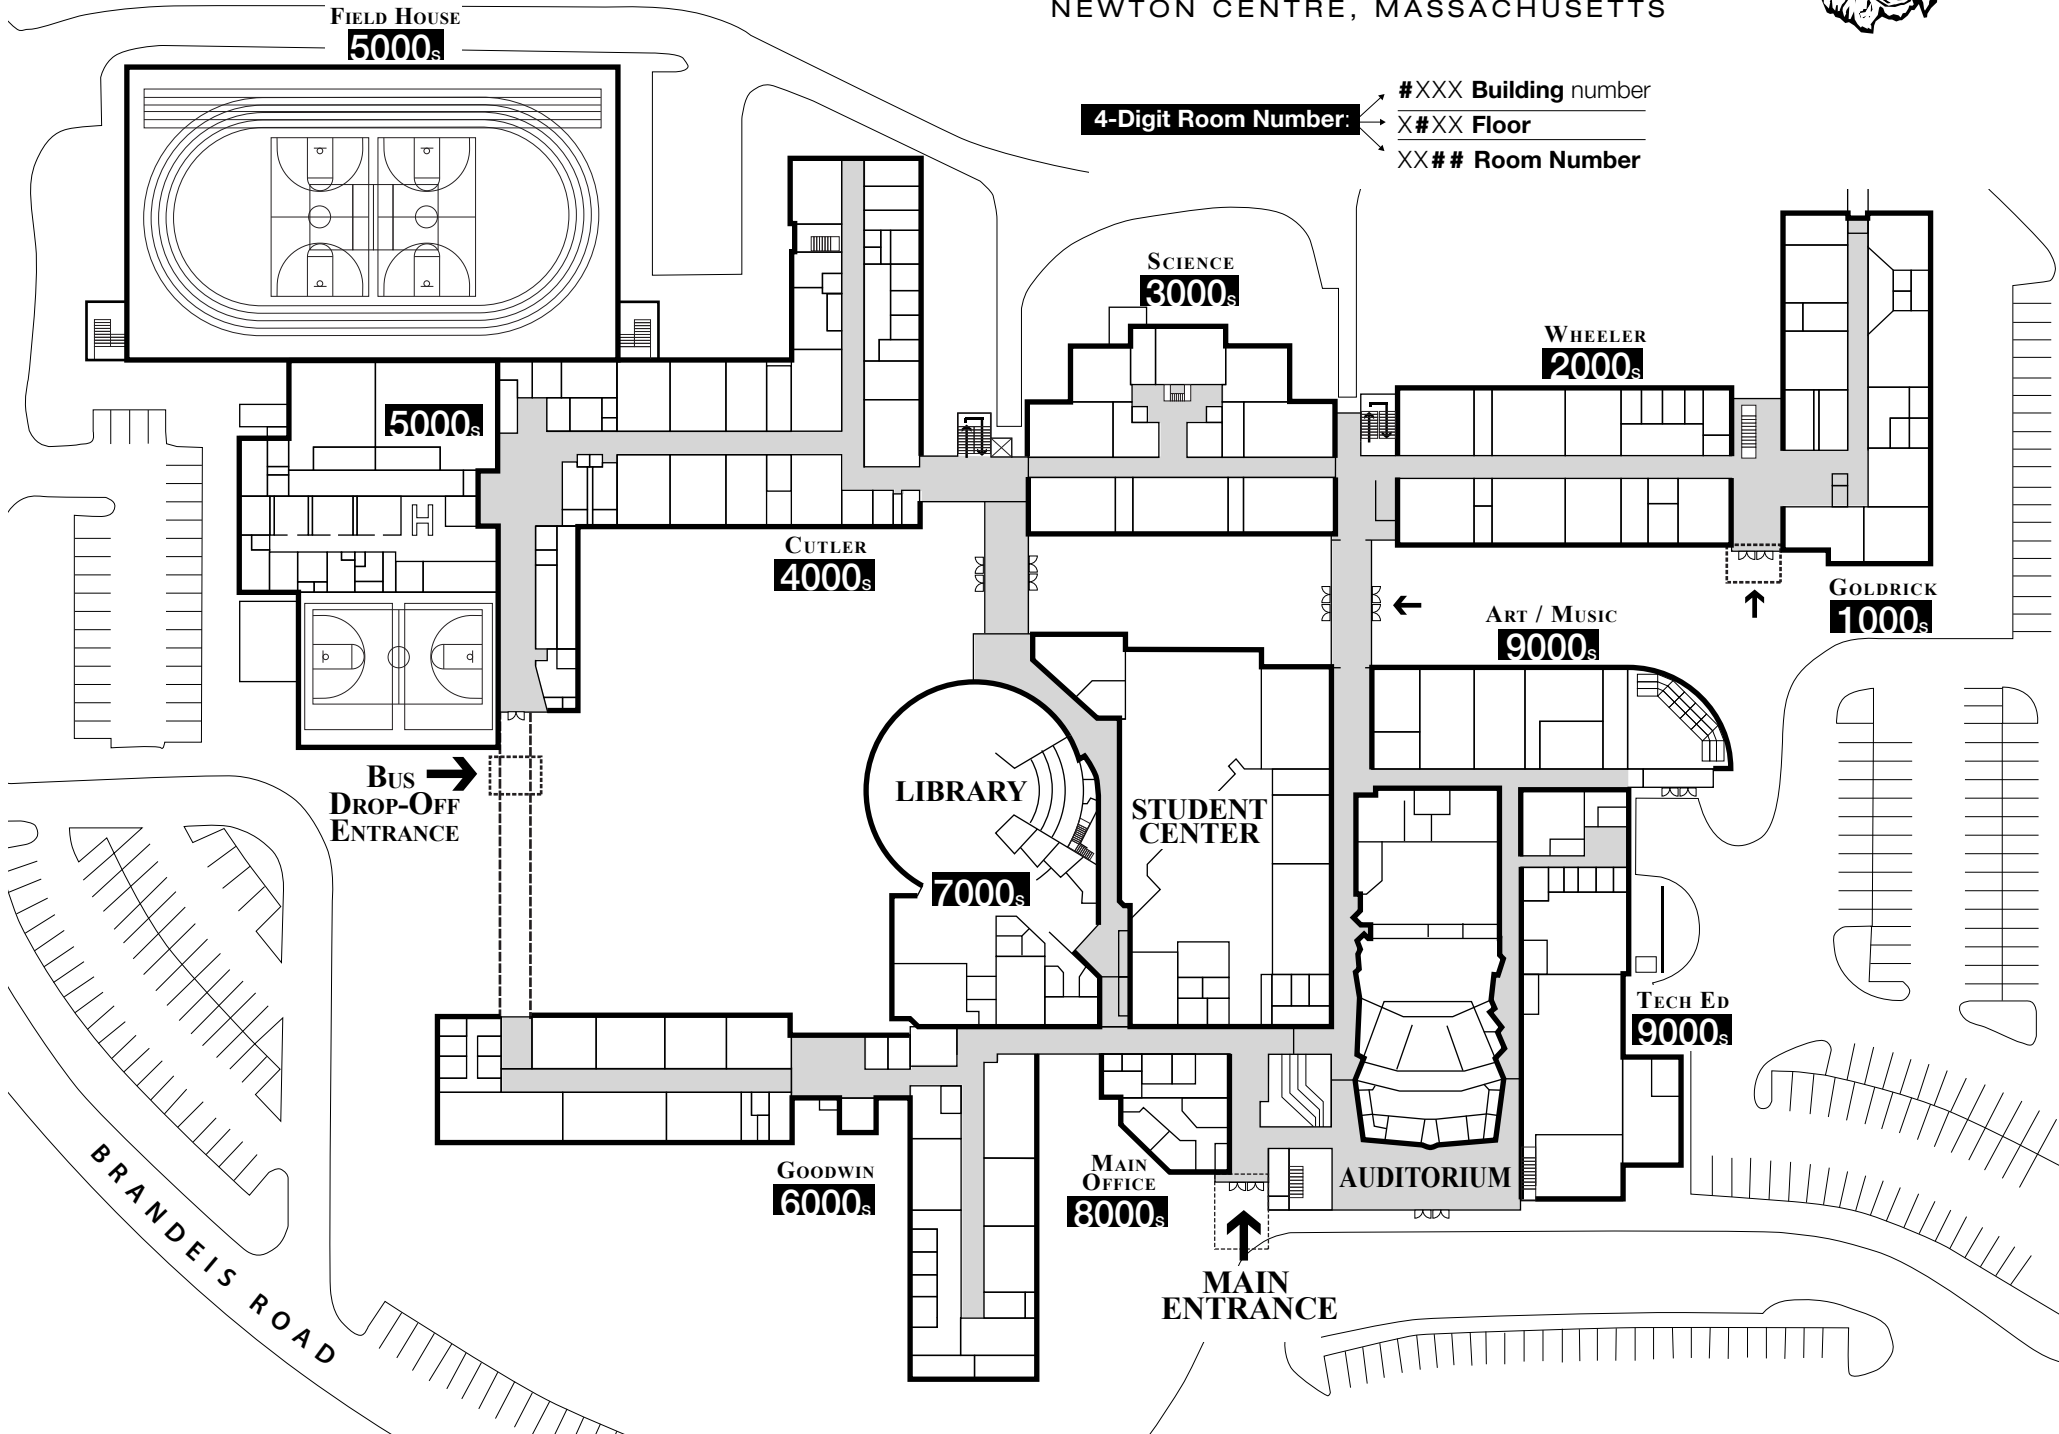 NEWTON CENTRE, MASSACHUSETTS
FIELD HOUSE
5000s
4-Digit Room Number:
#XXX Building number
X#XX Floor
XX## Room Number
SCIENCE
3000s
WHEELER
2000s
5000s
CUTLER
4000s
GOLDRICK
1000s
ART / MUSIC
9000s
BUS
DROP-OFF
ENTRANCE
LIBRARY
7000s
STUDENT
CENTER
TECH ED
9000s
GOODWIN
6000s
MAIN
OFFICE
8000s
AUDITORIUM
MAIN
ENTRANCE
BRANDEIS ROAD